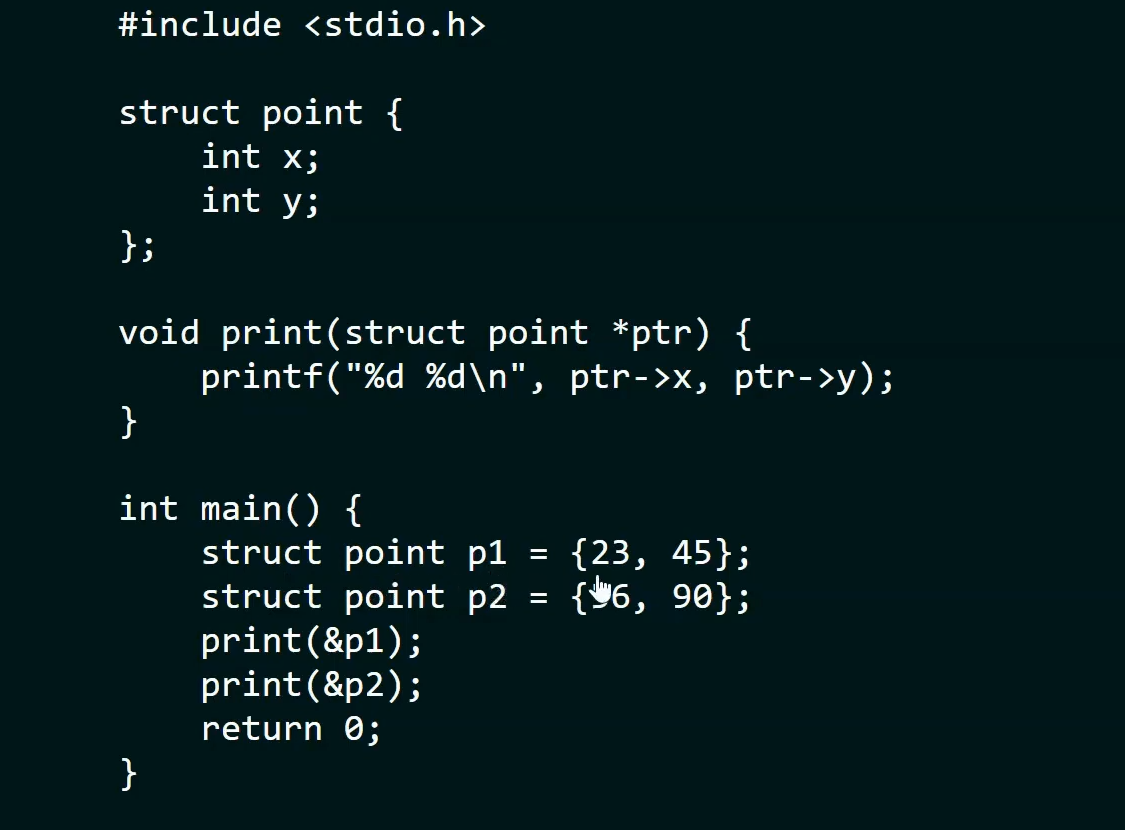 #include <stdio.h>
struct point {
int x;
int y;
};
void print(struct point *ptr) {
printf("%d %d\n", ptr->x, ptr->y);
}
int main() {
struct point p1 = {23, 45};
struct point p2 = { 90};
print(&p1);
print(&p2);
return 0;
}